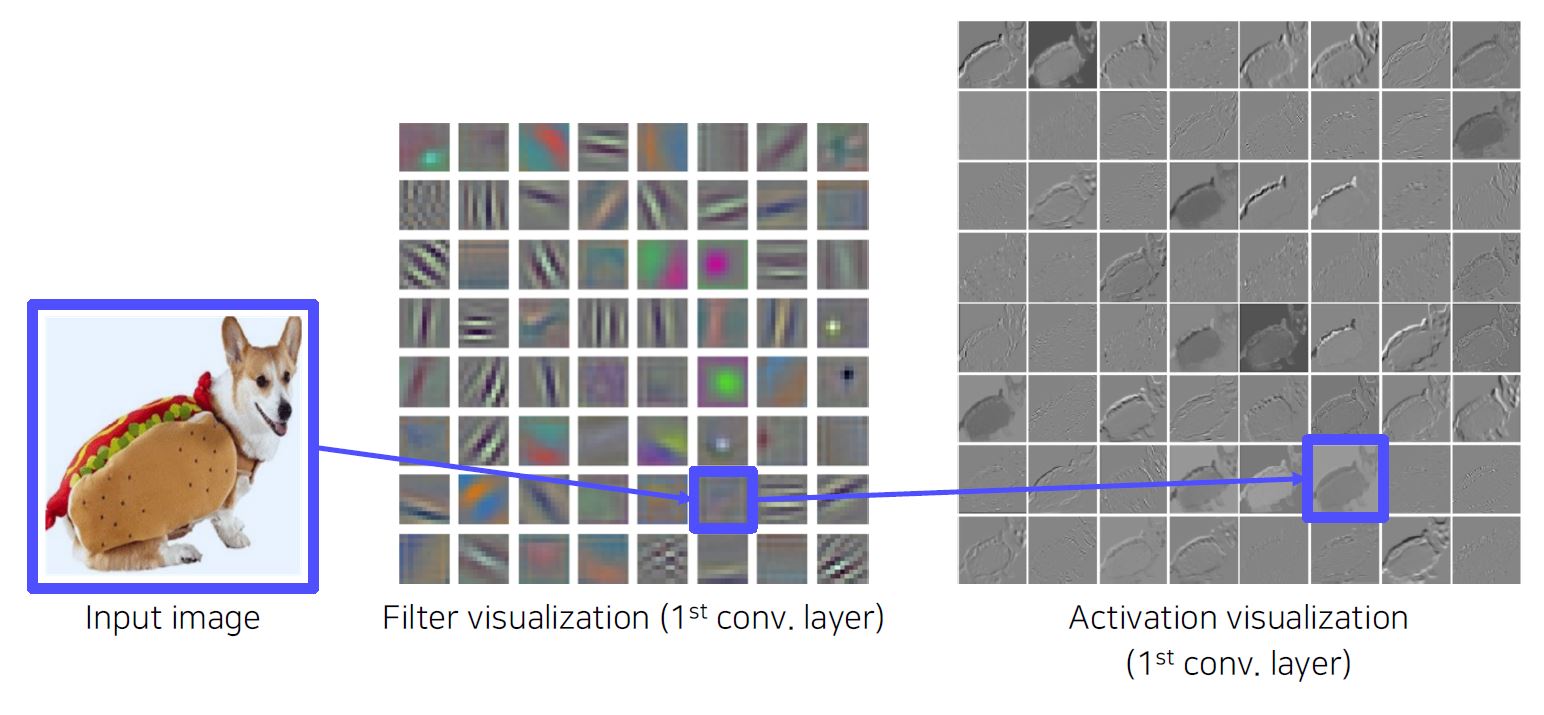 Input image
Filter visualization (1st conv. layer)
Activation visualization
(1st conv. layer)